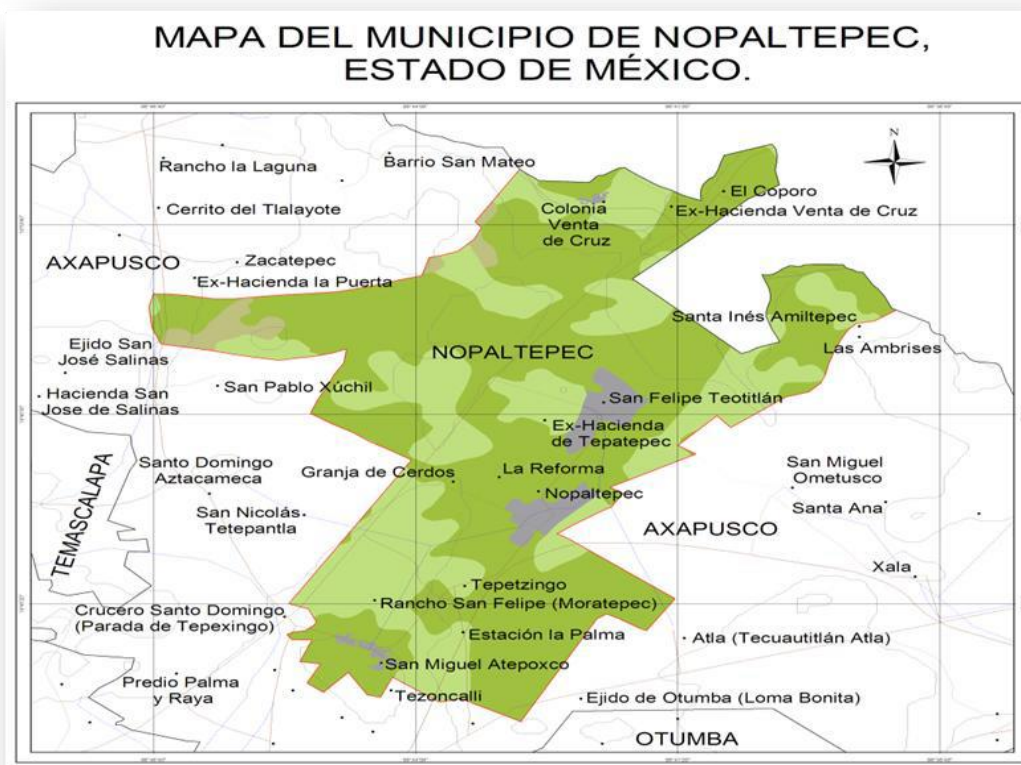 MAPA DEL MUNICIPIO DE NOPALTEPEC,
ESTADO DE MÉXICO.
N
Rancho la Laguna
Barrio San Mateo
El Coporo
Cerrito del Tlalayote
Colonia
Venta
de Cruz
Ex-Hacienda Venta de Cruz
AXAPUSCO
Zacatepec
Ex-Hacienda la Puerta
Santa Inés Amiltepec
Ejido San
José Salinas
NOPALTEPEC
Las Ambrises
Hacienda San
Jose de Salinas
San Pablo Xúchil
San Felipe Teotitlán
Ex-Hacienda
de Tepatepec
TEMASCALAPA
Santo Domingo
Aztacameca
Granja de Cerdos
La Reforma
San Miguel
Ometusco
Nopaltepec
Santa Ana
San Nicolás
Tetepantla
AXAPUSCO
Xala
Tepetzingo
Rancho San Felipe (Moratepec)
Crucero Santo Domingo
(Parada de Tepexingo)
Estación la Palma
Atla (Tecuautitlán Atla)
San Miguel Atepoxco
Predio Palma
y Raya
Tezoncalli
Ejido de Otumba (Loma Bonita)
OTUMBA